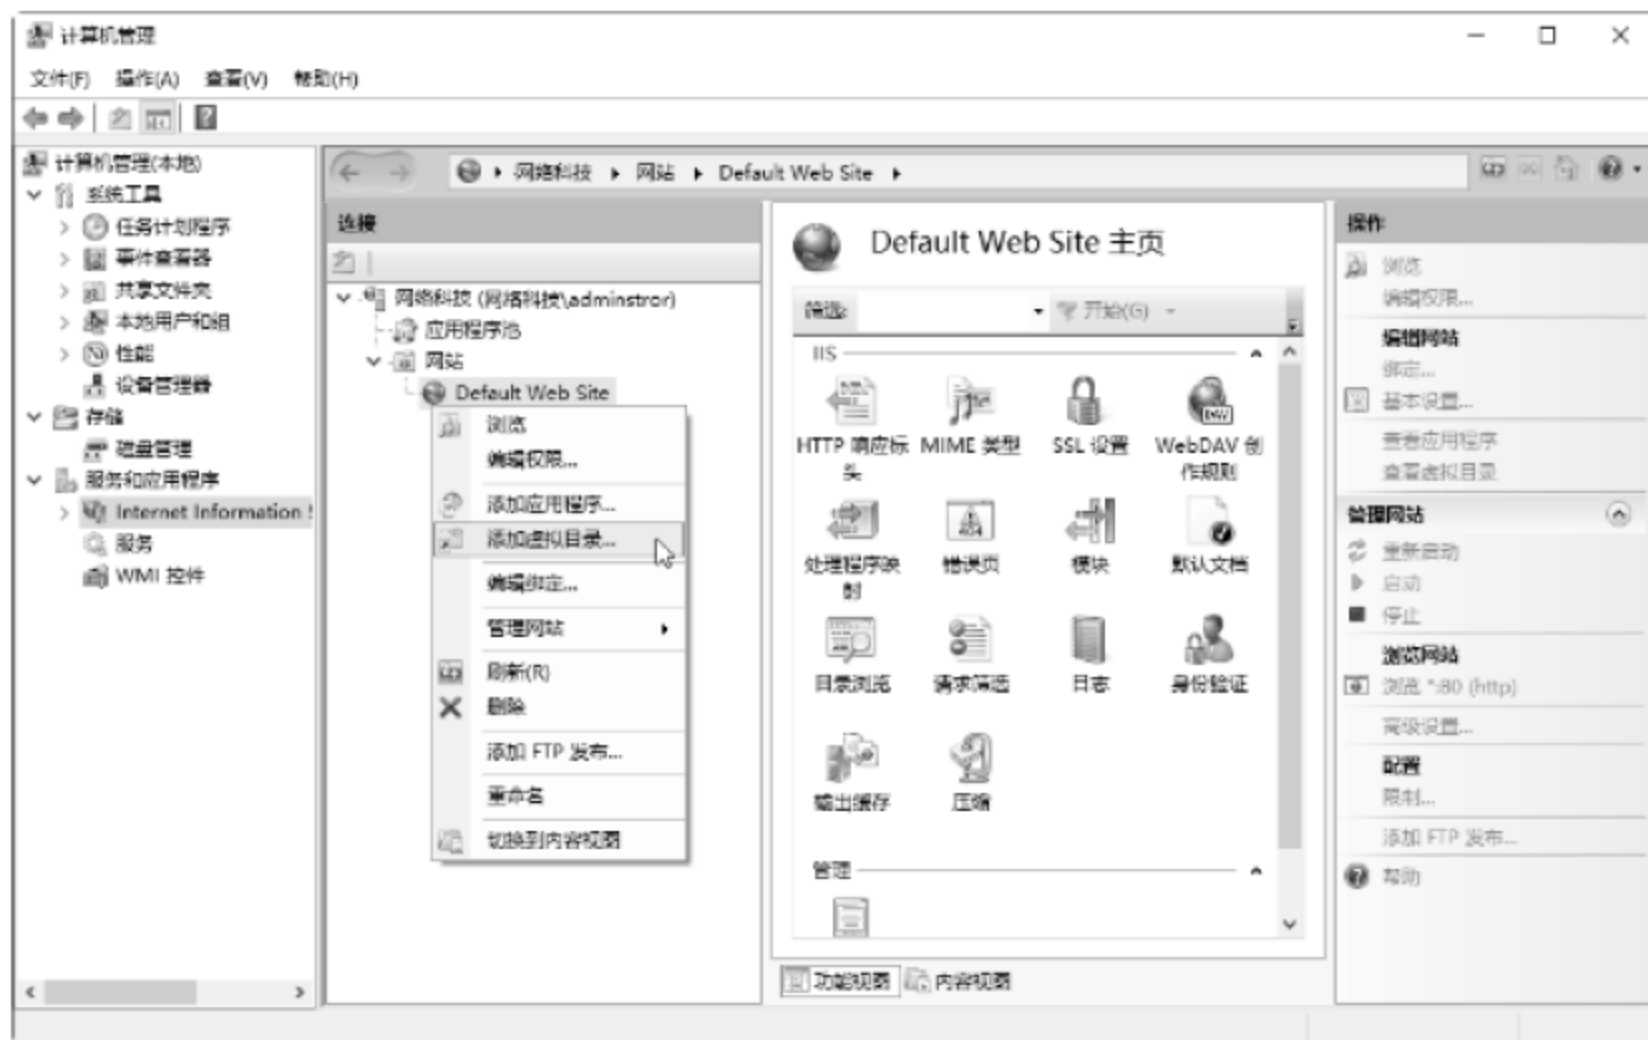 计算机管理
文件(F) 操作(A) 查看(V) 帮助(H)
计算机管理(本地)
系统工具
任务计划程序
事件查看器
共享文件夹
本地用户和组
性能
设备管理器
存储
磁盘管理
服务和应用程序
Internet Information S
服务
WMI 控件
网络科技 网站 Default Web Site
连接
网络科技 (网络科技\adminstror)
应用程序池
网站
Default Web Site
浏览
编辑权限...
添加应用程序...
添加虚拟目录...
编辑绑定...
管理网站
刷新(R)
删除
添加 FTP 发布...
重命名
切换到内容视图
Default Web Site 主页
筛选: 开始(G)
IIS
HTTP 响应标头
MIME 类型
SSL 设置
WebDAV 创作规则
处理程序映射
错误页
模块
默认文档
目录浏览
请求筛选
日志
身份验证
输出缓存
压缩
管理
功能视图 内容视图
操作
浏览
编辑权限...
编辑网站
绑定...
基本设置...
查看应用程序
查看虚拟目录
管理网站
重新启动
启动
停止
浏览网站
浏览 *:80 (http)
高级设置...
配置
限制...
添加 FTP 发布...
帮助